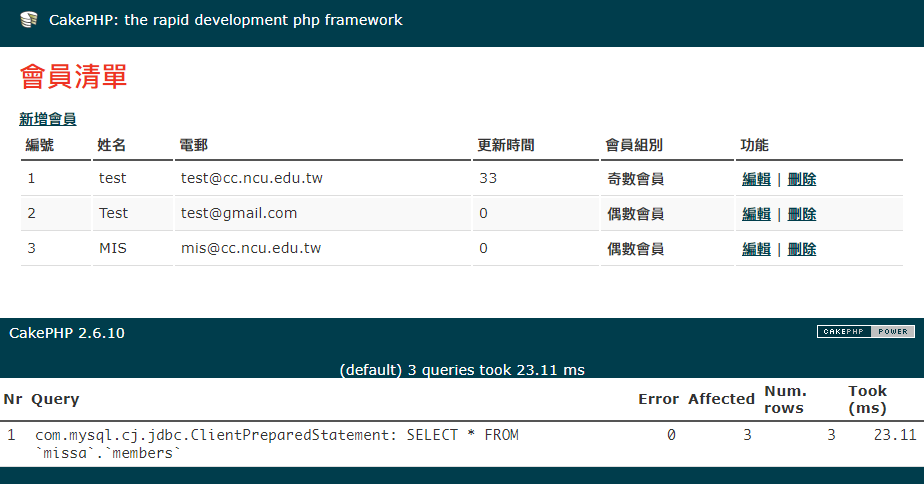 CakePHP: the rapid development php framework
會員清單
新增會員
編號 姓名 電郵 更新時間 會員組別 功能
1 test test@cc.ncu.edu.tw 33 奇數會員 編輯 | 刪除
2 Test test@gmail.com 0 偶數會員 編輯 | 刪除
3 MIS mis@cc.ncu.edu.tw 0 偶數會員 編輯 | 刪除
CakePHP 2.6.10 CAKEPHP POWER
(default) 3 queries took 23.11 ms
Nr Query Error Affected Num. rows Took (ms)
1 com.mysql.cj.jdbc.ClientPreparedStatement: SELECT * FROM 0 3 3 23.11
`missa`.`members`